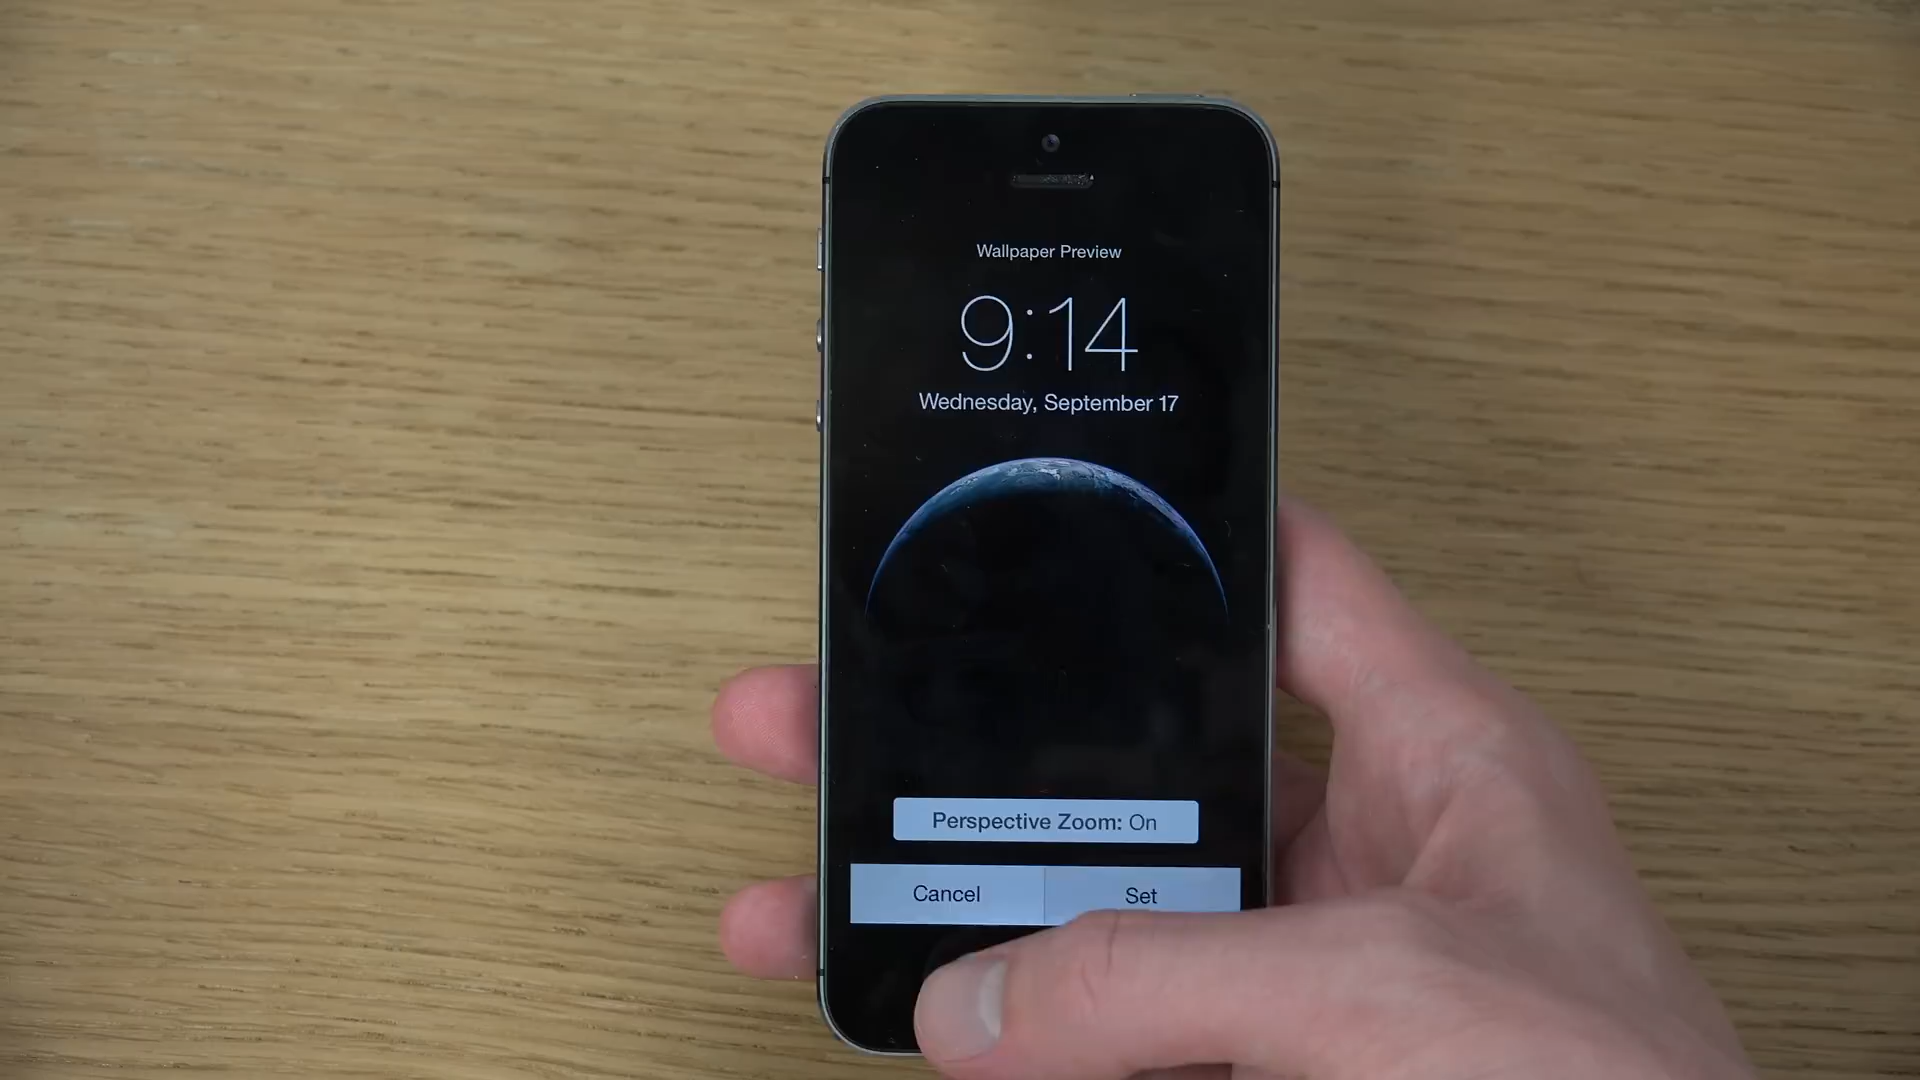 Wallpaper Preview
9:14
Wednesday, September 17
Perspective Zoom: On
Cancel
Set